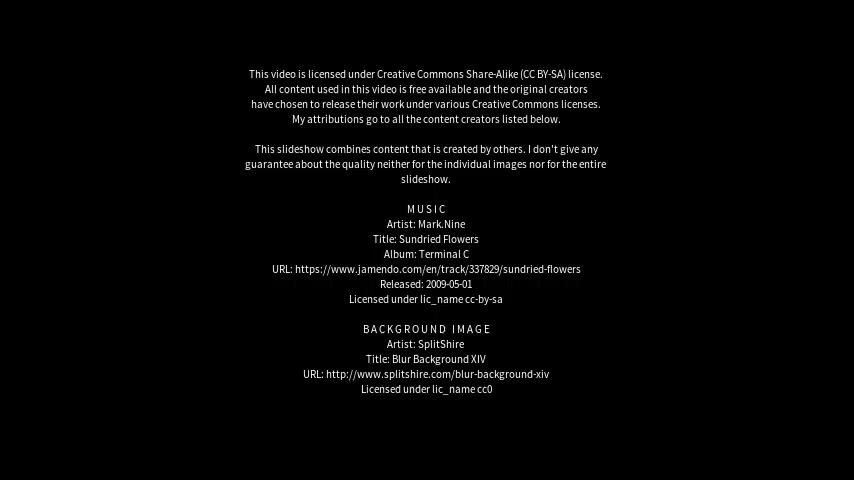 This video is licensed under Creative Commons Share-Alike (CC BY-SA) license.
All content used in this video is free available and the original creators
have chosen to release their work under various Creative Commons licenses.
My attributions go to all the content creators listed below.
This slideshow combines content that is created by others. I don't give any
guarantee about the quality neither for the individual images nor for the entire
slideshow.
MUSIC
Artist: Mark.Nine
Title: Sundried Flowers
Album: Terminal C
URL: https://www.jamendo.com/en/track/337829/sundried-flowers
Released: 2009-05-01
Licensed under lic_name cc-by-sa
BACKGROUND IMAGE
Artist: SplitShire
Title: Blur Background XIV
URL: http://www.splitshire.com/blur-background-xiv
Licensed under lic_name cc0